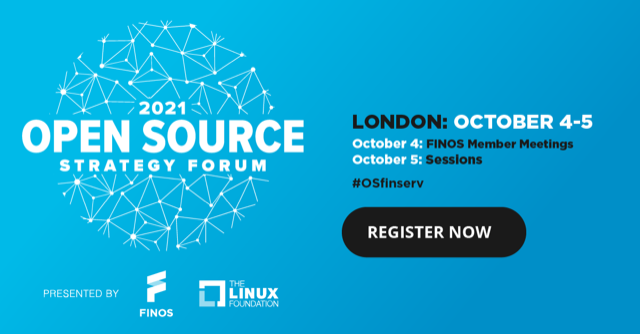 2021
OPEN SOURCE
STRATEGY FORUM
PRESENTED BY
FINOS
THE
LINUX
FOUNDATION
LONDON: OCTOBER 4-5
October 4: FINOS Member Meetings
October 5: Sessions
#OSfinserv
REGISTER NOW